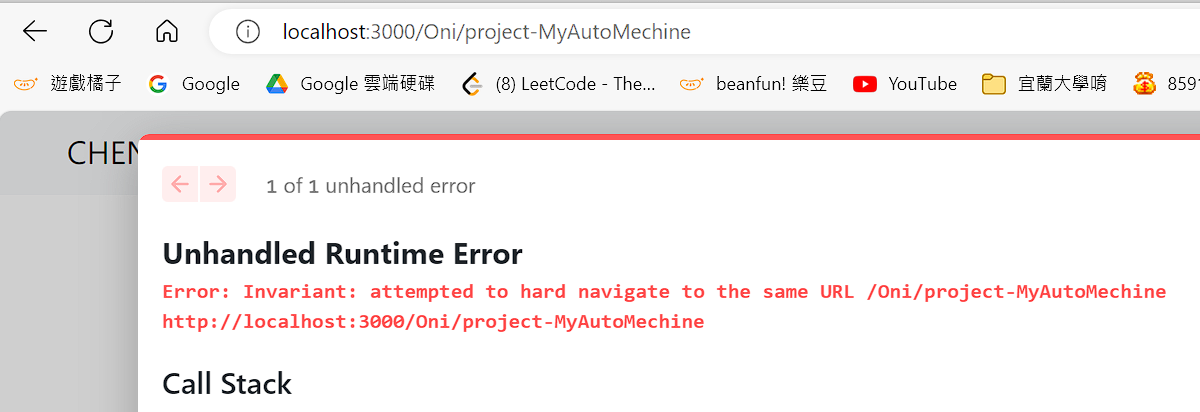 localhost:3000/Oni/project-MyAutoMechine
遊戲橘子 Google Google 雲端硬碟 (8) LeetCode - The... beanfun! 樂豆 YouTube 宜蘭大學唷 859
CHEN
1 of 1 unhandled error
Unhandled Runtime Error
Error: Invariant: attempted to hard navigate to the same URL /Oni/project-MyAutoMechine
http://localhost:3000/Oni/project-MyAutoMechine
Call Stack